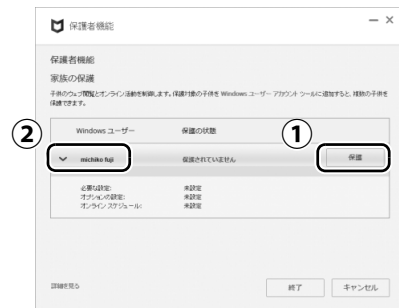 保護者機能
保護者機能
家族の保護
子供のウェブ閲覧とオンライン活動を制御します。保護対象の子供を Windows ユーザー アカウント ツールに追加すると、複数の子供を
保護できます。
② ①
Windows ユーザー 保護の状態
michiko fuji 保護されていません 保護
必要な設定: 未設定
オプションの設定: 未設定
オンライン スケジュール: 未設定
詳細を見る 終了 キャンセル